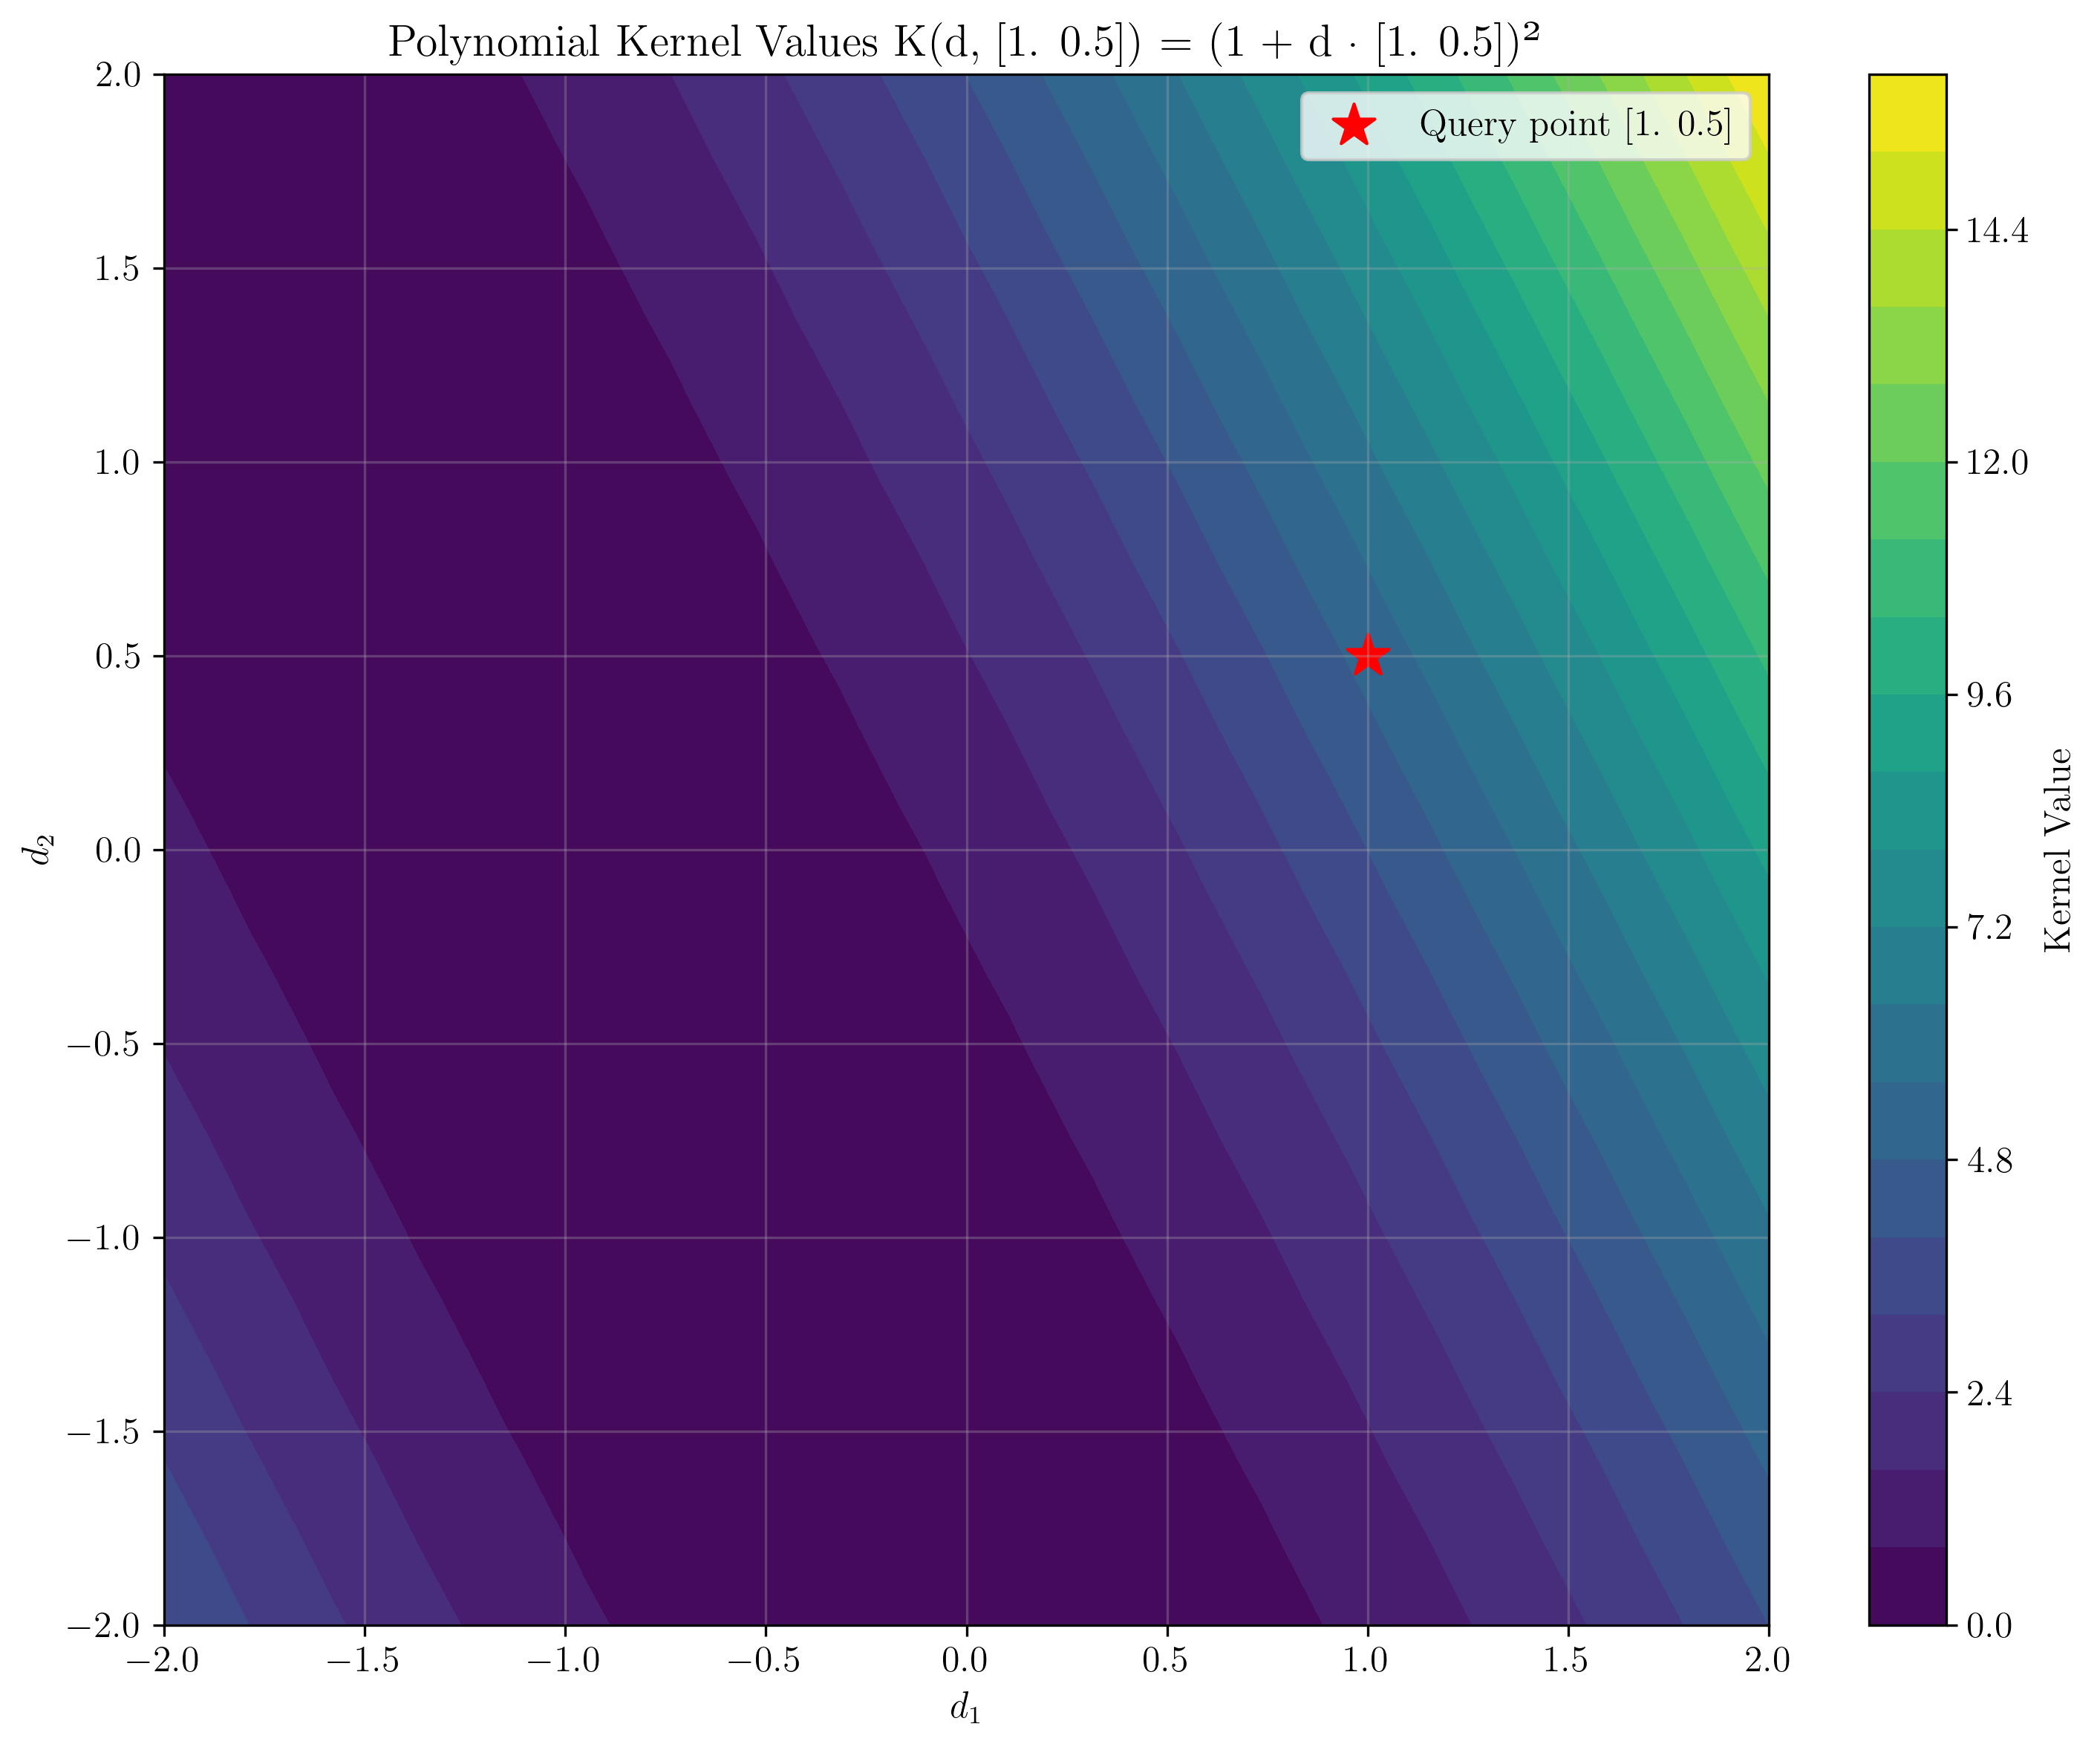 Polynomial Kernel Values K(d, [1. 0.5]) = (1 + d · [1. 0.5])²
Query point [1. 0.5]
2.0
1.5
1.0
0.5
0.0
−0.5
−1.0
−1.5
−2.0
d₂
−2.0 −1.5 −1.0 −0.5 0.0 0.5 1.0 1.5 2.0
d₁
14.4
12.0
9.6
7.2
4.8
2.4
0.0
Kernel Value